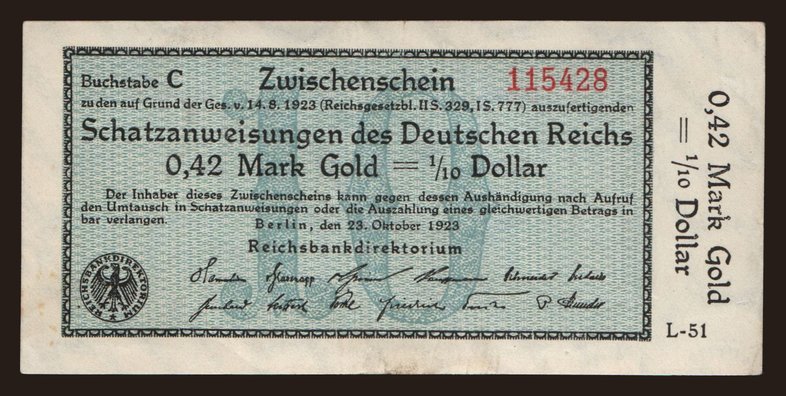 Buchstabe C Zwischenschein 115428
zu den auf Grund der Ges. v. 14.8.1923 (Reichsgesetzbl. II S. 329, I S. 777) auszufertigenden
Schatzanweisungen des Deutschen Reichs
0,42 Mark Gold = 1/10 Dollar
Der Inhaber dieses Zwischenscheins kann gegen dessen Aushändigung nach Aufruf
den Umtausch in Schatzanweisungen oder die Auszahlung eines gleichwertigen Betrags in
bar verlangen.
Berlin, den 23. Oktober 1923
Reichsbankdirektorium
REICHSBANKDIREKTORIUM
0,42 Mark Gold
= 1/10 Dollar
L-51